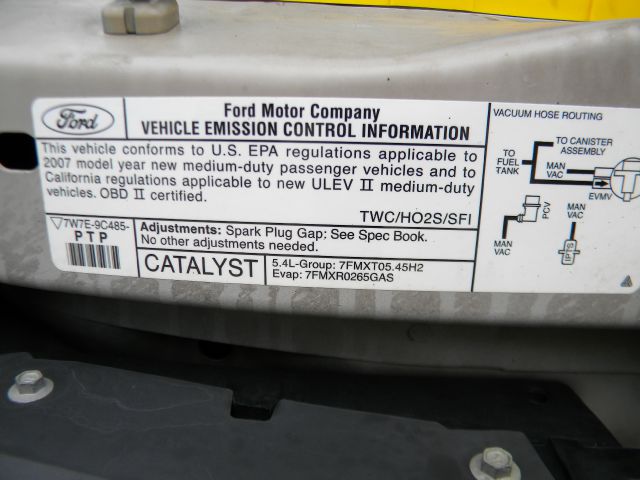 Ford
Ford Motor Company
VEHICLE EMISSION CONTROL INFORMATION
This vehicle conforms to U.S. EPA regulations applicable to
2007 model year new medium-duty passenger vehicles and to
California regulations applicable to new ULEV II medium-duty
vehicles. OBD II certified.
TWC/HO2S/SFI
7W7E-9C485-
PTP
Adjustments: Spark Plug Gap; See Spec Book.
No other adjustments needed.
CATALYST
5.4L-Group: 7FMXT05.45H2
Evap: 7FMXR0265GAS
VACUUM HOSE ROUTING
TO CANISTER
ASSEMBLY
TO
FUEL
TANK
MAN
VAC
EVMV
PCV
MAN
VAC
MAN
VAC
IPTS
T